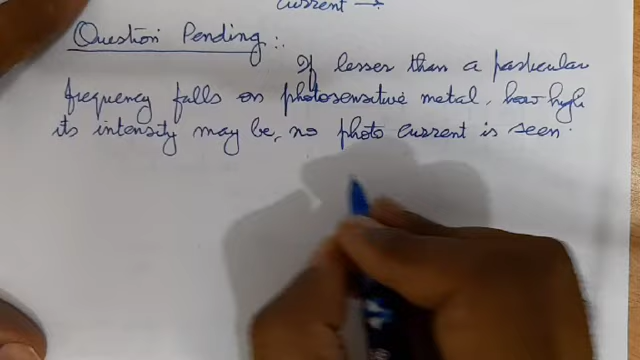 current →
Question Pending :.
If lesser than a particular
frequency falls on photosensitive metal, how high
its intensity may be, no photo current is seen.